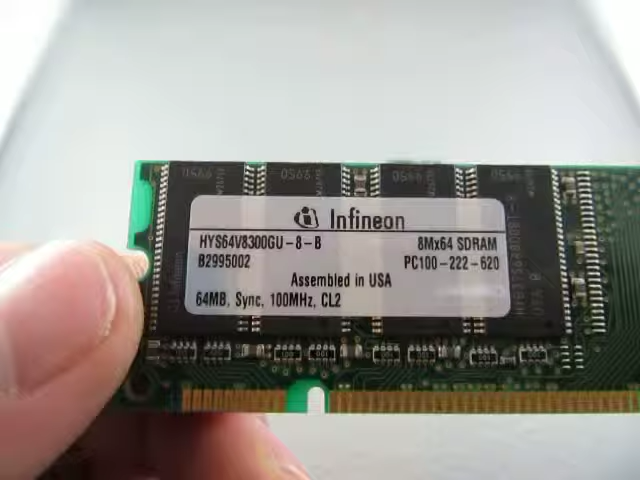 Infineon
HYS64V8300GU-8-B 8Mx64 SDRAM
B2995002 PC100-222-620
Assembled in USA
64MB, Sync, 100MHz, CL2